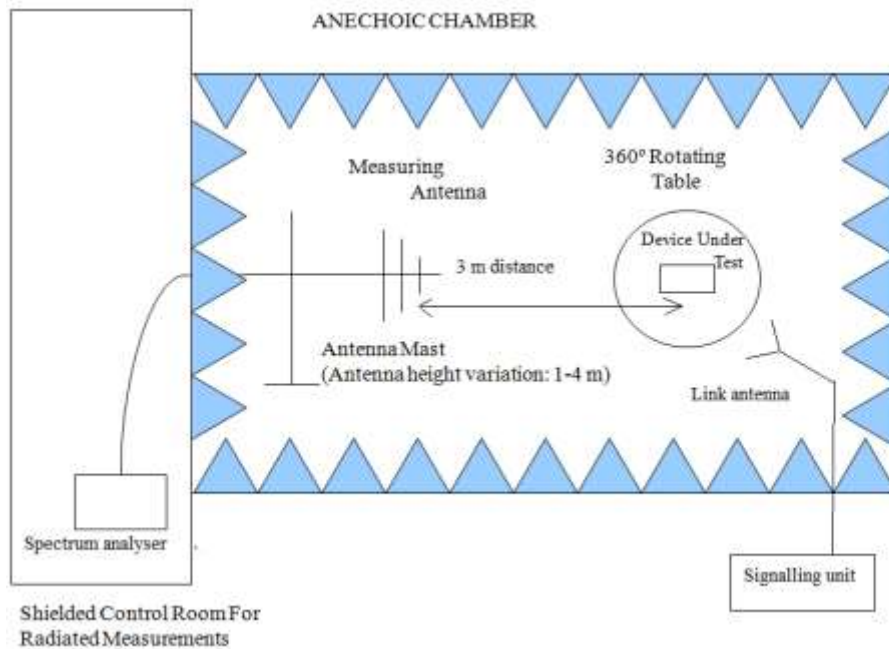 ANECHOIC CHAMBER
Measuring
Antenna
360º Rotating
Table
Device Under
Test
3 m distance
Antenna Mast
(Antenna height variation: 1-4 m)
Link antenna
Spectrum analyser
Signalling unit
Shielded Control Room For
Radiated Measurements